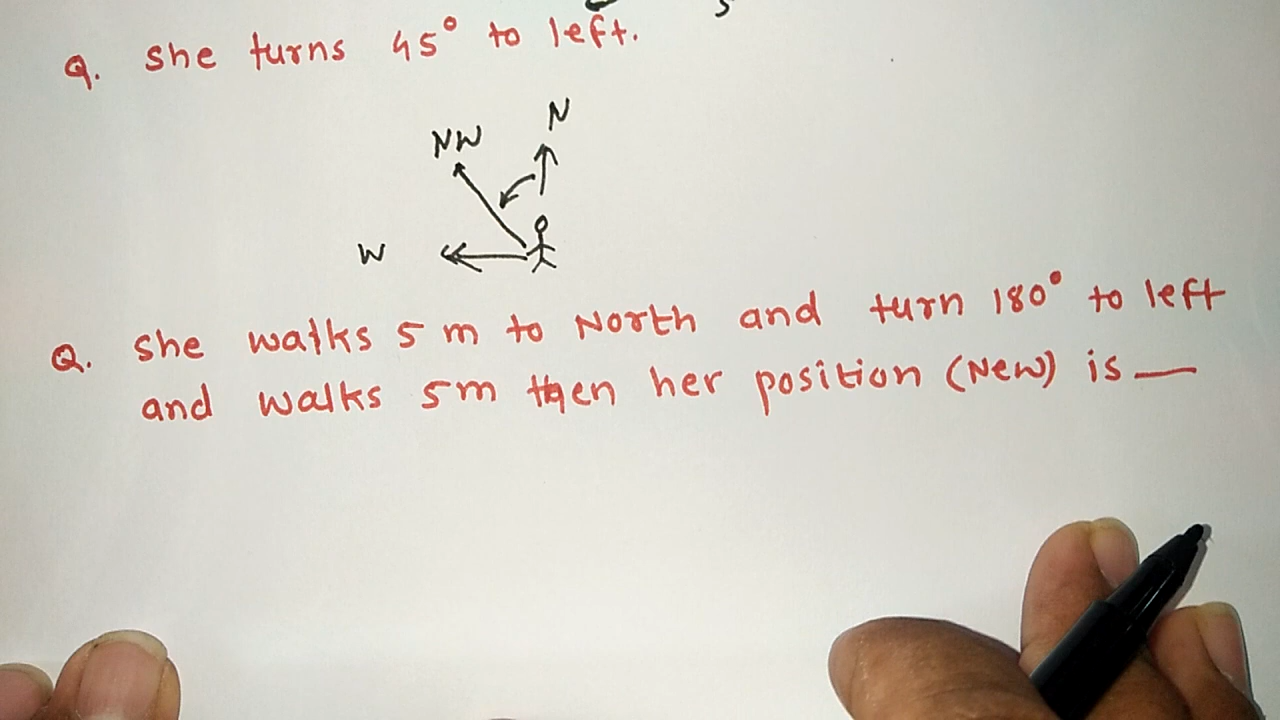 Q. she turns 45° to left.
N
NW
W
Q. she walks 5 m to North and turn 180° to left
and walks 5m then her position (New) is —